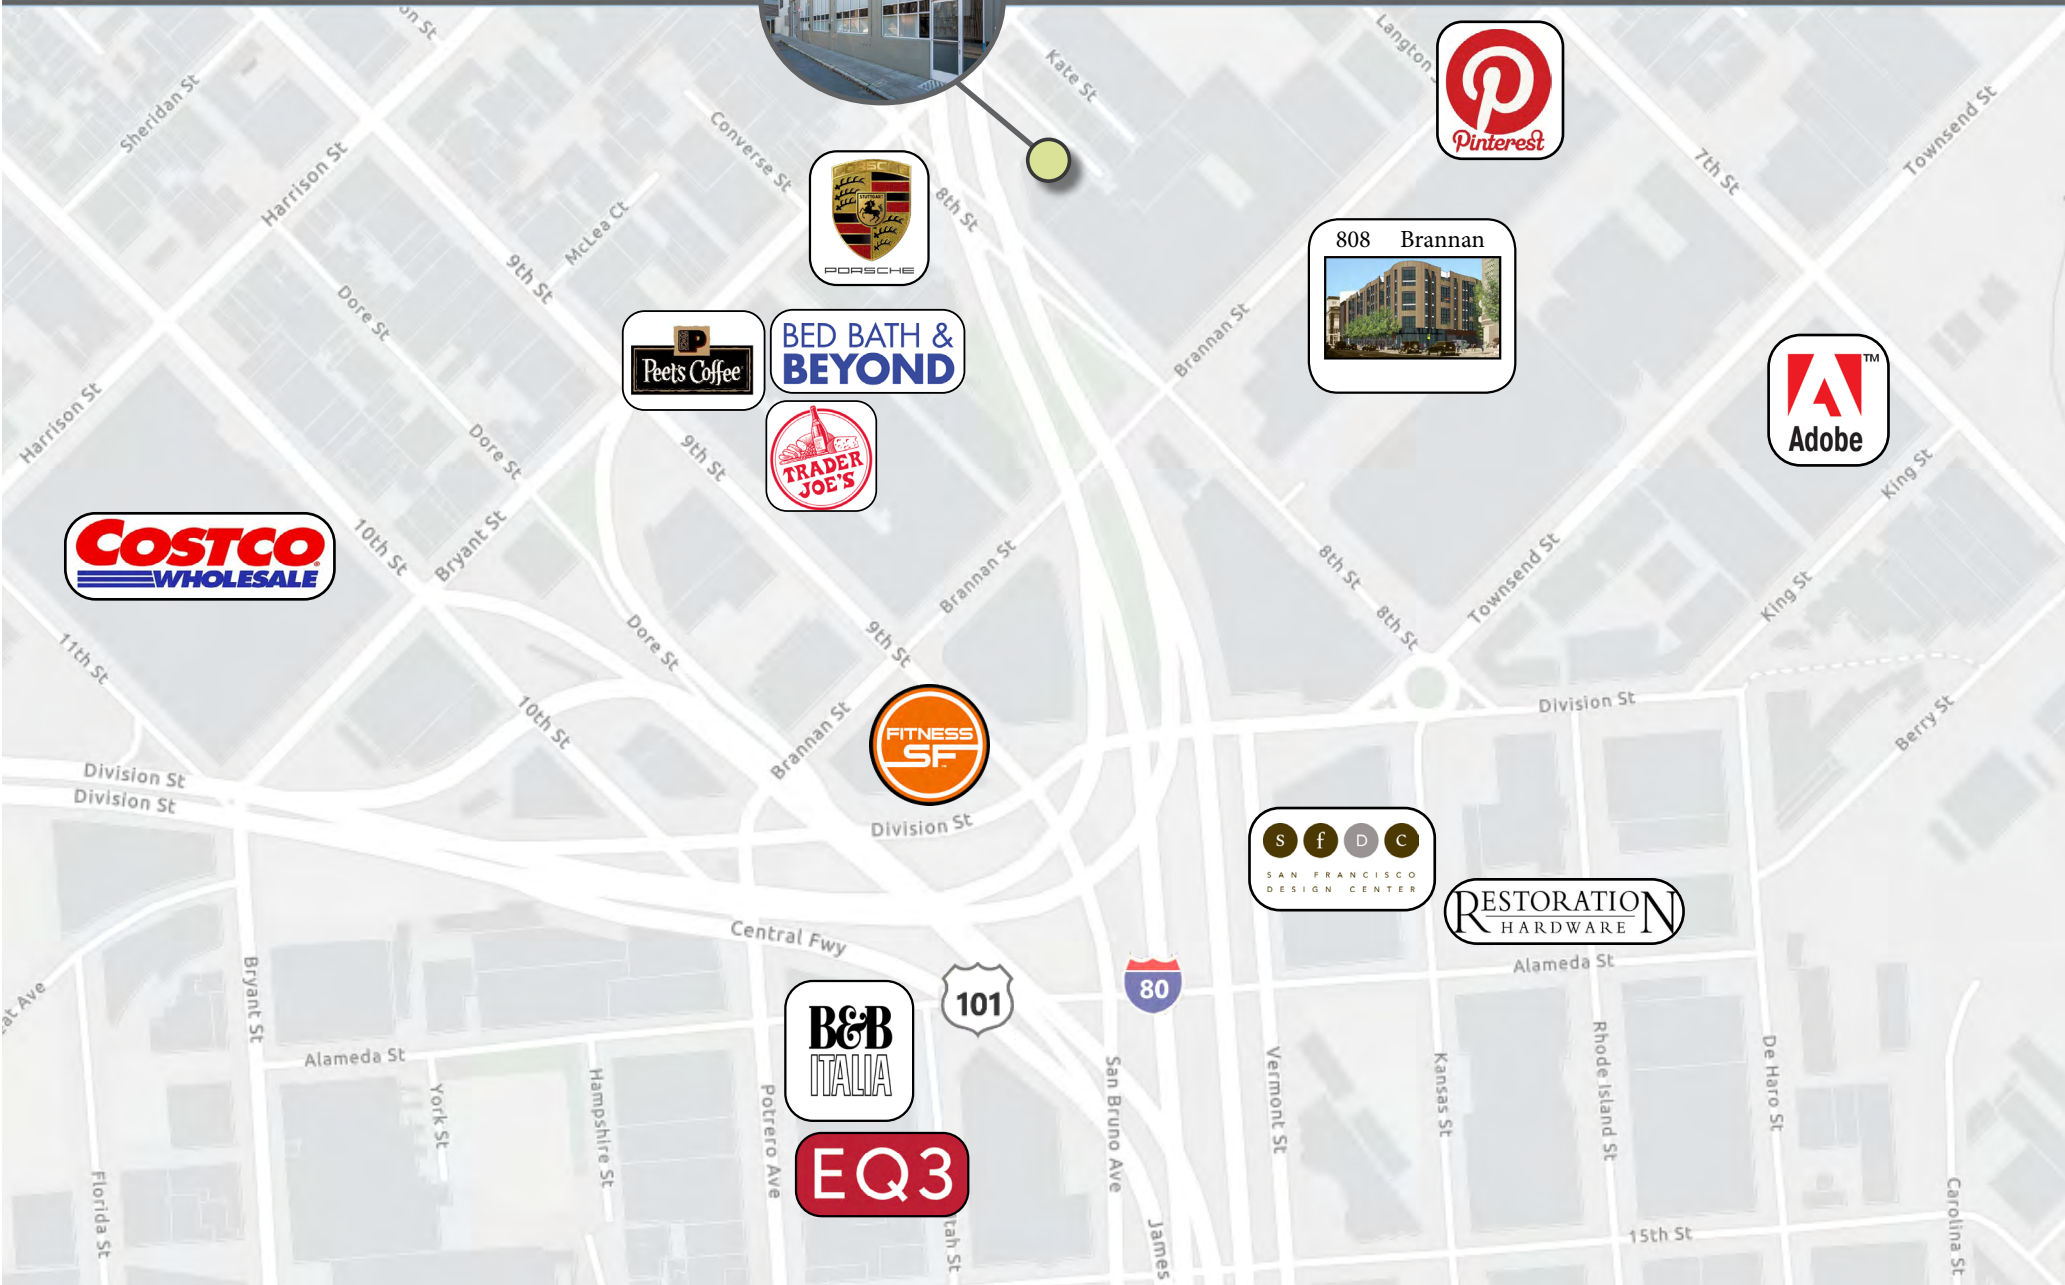 Langton
Kate St
Sheridan St
Pinterest
Townsend St
7th St
Harrison St
Converse St
PORSCHE
STUTTGART
PORSCHE
8th St
McLea Ct
9th St
Dore St
808 Brannan
Brannan St
Peet's Coffee
BED BATH &
BEYOND
TRADER
JOE'S
Adobe
TM
Harrison St
Dore St
9th St
King St
COSTCO
WHOLESALE
10th St
Bryant St
Brannan St
8th St
Townsend St
8th St
King St
11th St
Dore St
9th St
10th St
Brannan St
FITNESS
SF
Division St
Berry St
Division St
Division St
Division St
S f D C
SAN FRANCISCO
DESIGN CENTER
RESTORATION
HARDWARE
Central Fwy
Alameda St
101
80
Bryant St
B&B
ITALIA
Alameda St
York St
Hampshire St
Potrero Ave
San Bruno Ave
Vermont St
Kansas St
Rhode Island St
De Haro St
EQ3
Florida St
James
15th St
Carolina St